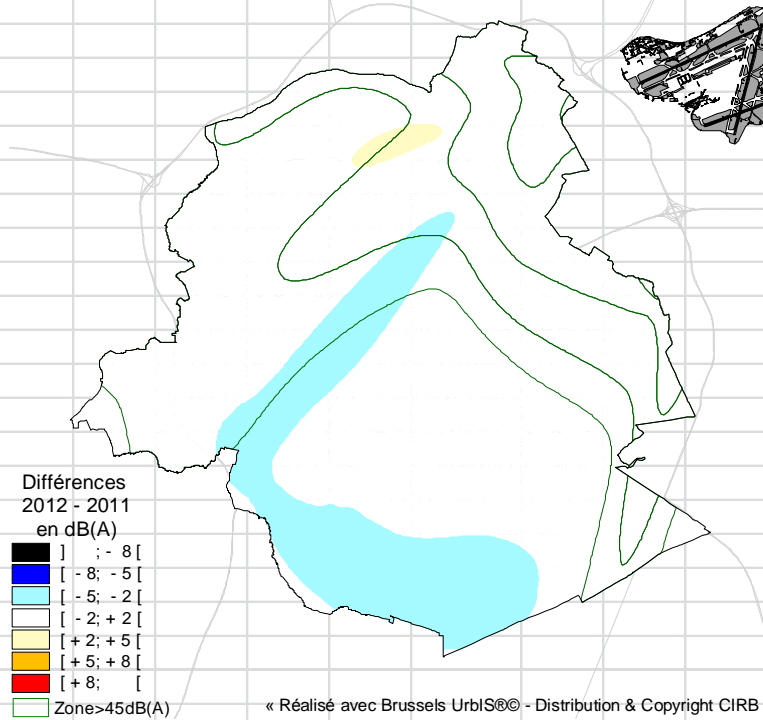 Différences
2012 - 2011
en dB(A)
] ; - 8 [
[ - 8; - 5 [
[ - 5; - 2 [
[ - 2; + 2 [
[ + 2; + 5 [
[ + 5; + 8 [
[ + 8; [
Zone>45dB(A)
« Réalisé avec Brussels UrbIS®© - Distribution & Copyright CIRB